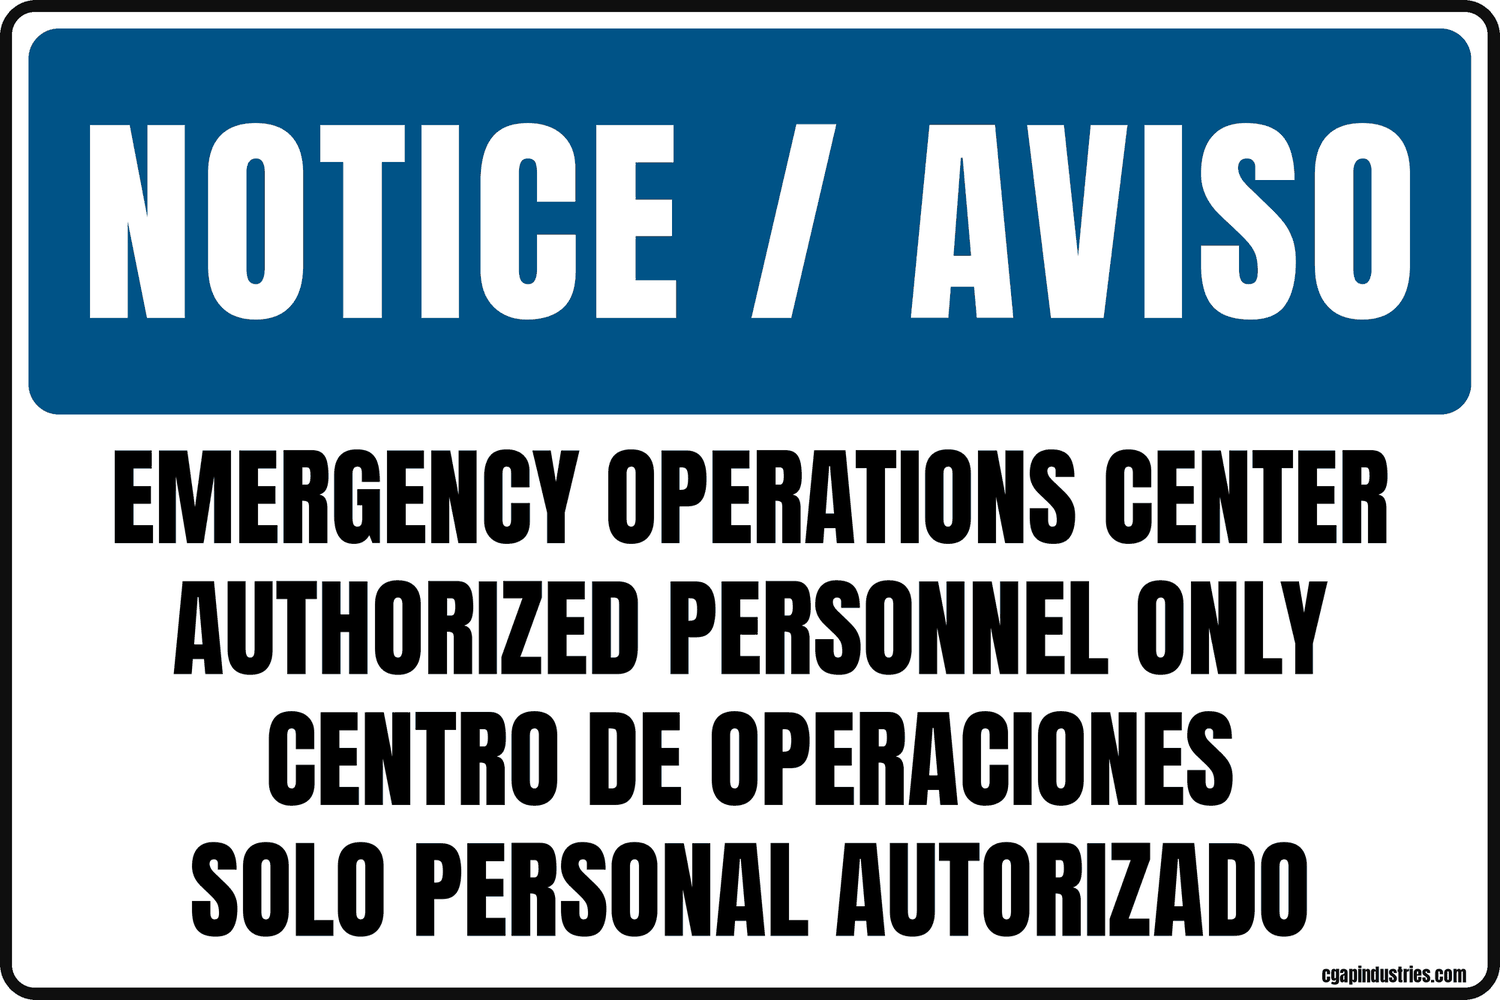 NOTICE / AVISO
EMERGENCY OPERATIONS CENTER
AUTHORIZED PERSONNEL ONLY
CENTRO DE OPERACIONES
SOLO PERSONAL AUTORIZADO
cgapindustries.com